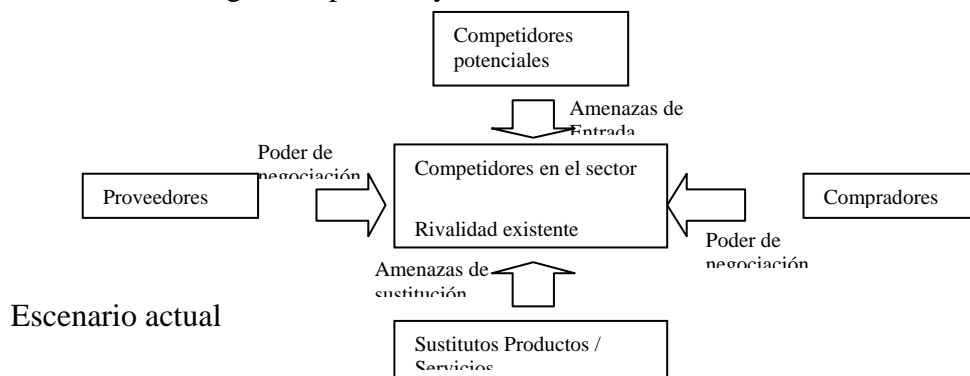 Competidores
potenciales
Amenazas de
Entrada
Poder de
negociación
Competidores en el sector
Proveedores
Compradores
Rivalidad existente
Poder de
negociación
Amenazas de
sustitución
Escenario actual
Sustitutos Productos /
Servicios